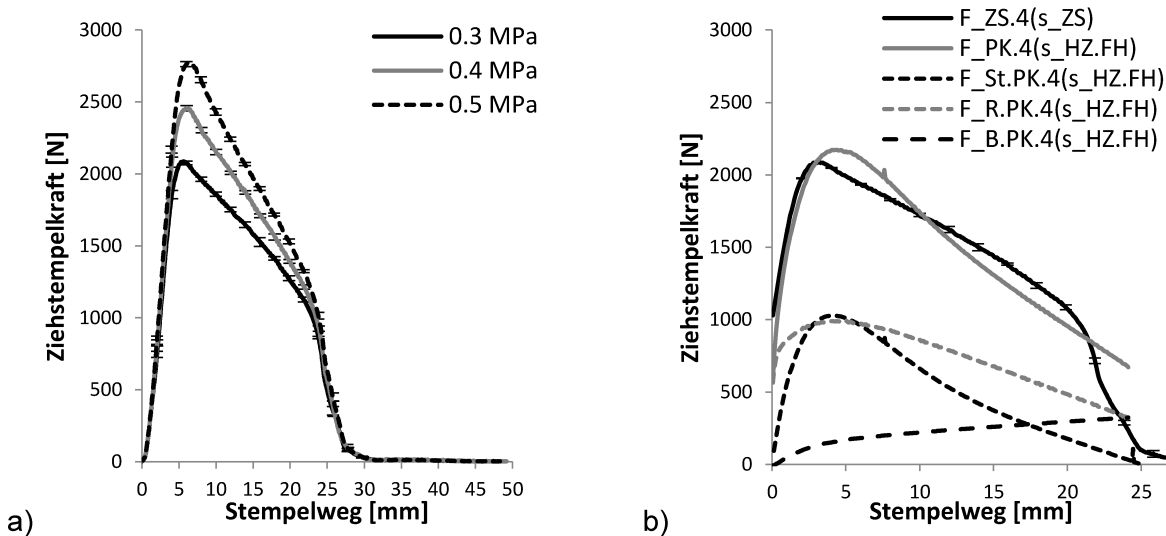 3000
2500
2000
1500
1000
500
0
Ziehstempelkraft [N]
0 5 10 15 20 25 30 35 40 45 50
Stempelweg [mm]
0.3 MPa
0.4 MPa
0.5 MPa
a)
3000
2500
2000
1500
1000
500
0
Ziehstempelkraft [N]
0 5 10 15 20 25
Stempelweg [mm]
F_ZS.4(s_ZS)
F_PK.4(s_HZ.FH)
F_St.PK.4(s_HZ.FH)
F_R.PK.4(s_HZ.FH)
F_B.PK.4(s_HZ.FH)
b)